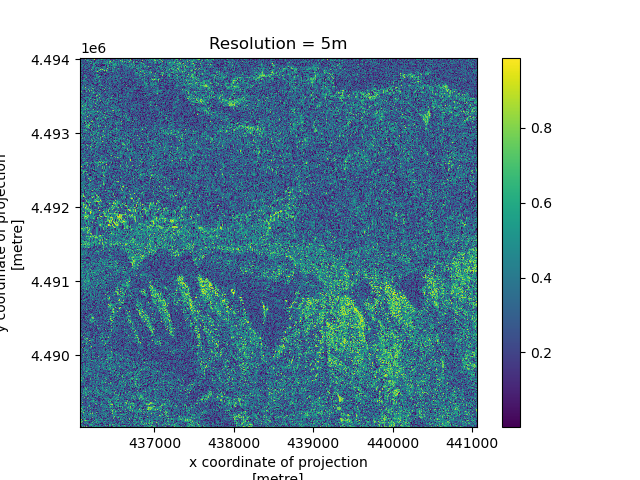 Resolution = 5m
1e6
4.494
4.493
4.492
4.491
4.490
y coordinate of projection
[metre]
437000 438000 439000 440000 441000
x coordinate of projection
[metre]
0.8
0.6
0.4
0.2